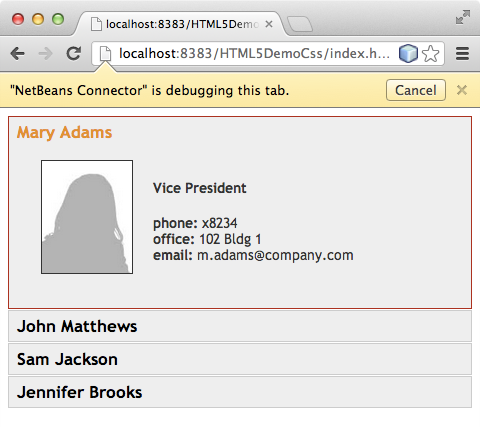 localhost:8383/HTML5Demo
localhost:8383/HTML5DemoCss/index.h...
"NetBeans Connector" is debugging this tab.
Cancel
Mary Adams
Vice President
phone: x8234
office: 102 Bldg 1
email: m.adams@company.com
John Matthews
Sam Jackson
Jennifer Brooks